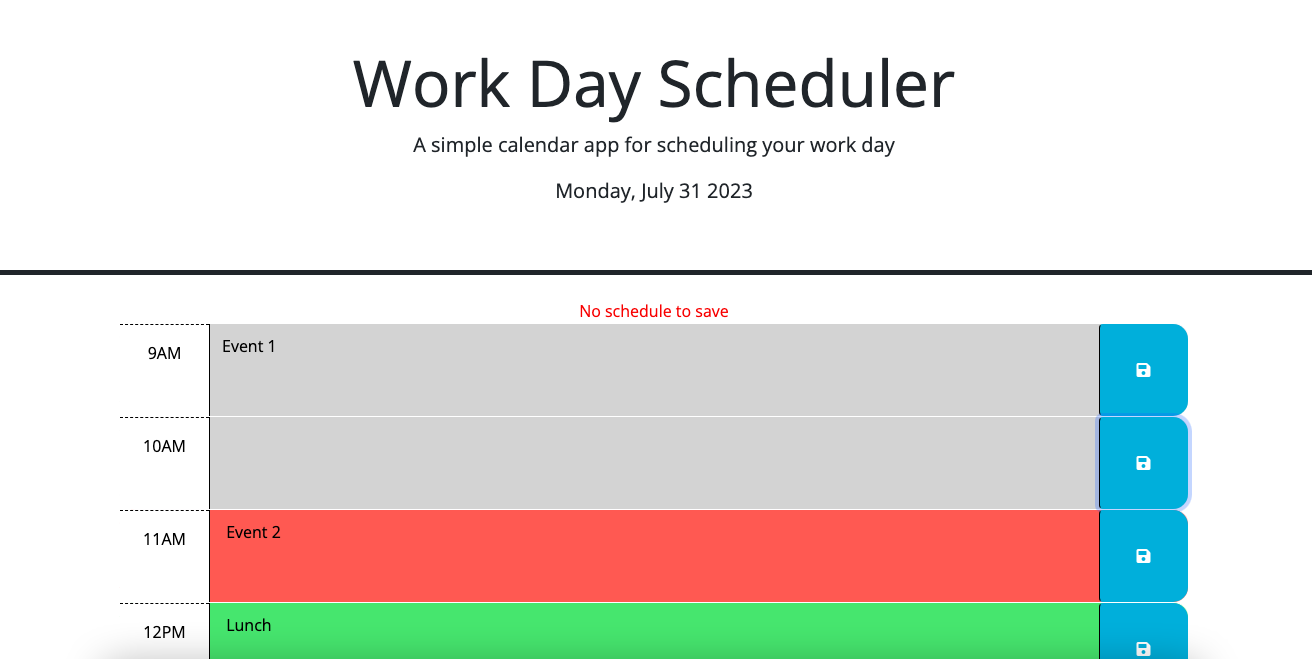 Work Day Scheduler
A simple calendar app for scheduling your work day
Monday, July 31 2023
No schedule to save
9AM
Event 1
10AM
11AM
Event 2
12PM
Lunch